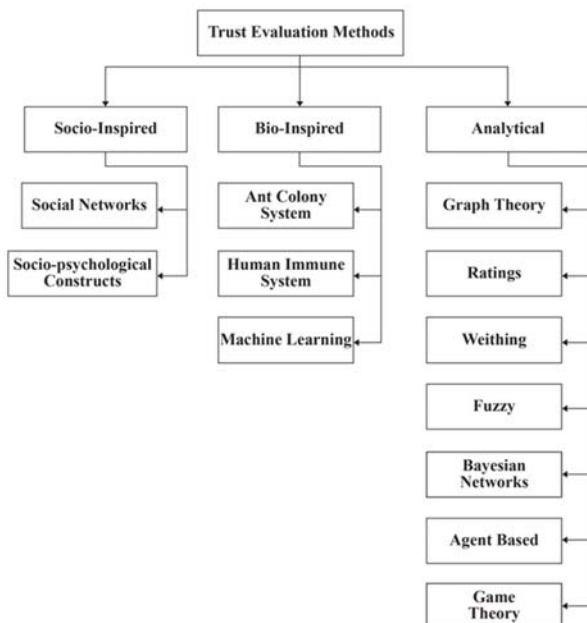 Trust Evaluation Methods
Socio-Inspired
Bio-Inspired
Analytical
Social Networks
Ant Colony
System
Graph Theory
Socio-psychological
Constructs
Human Immune
System
Ratings
Machine Learning
Weithing
Fuzzy
Bayesian
Networks
Agent Based
Game
Theory